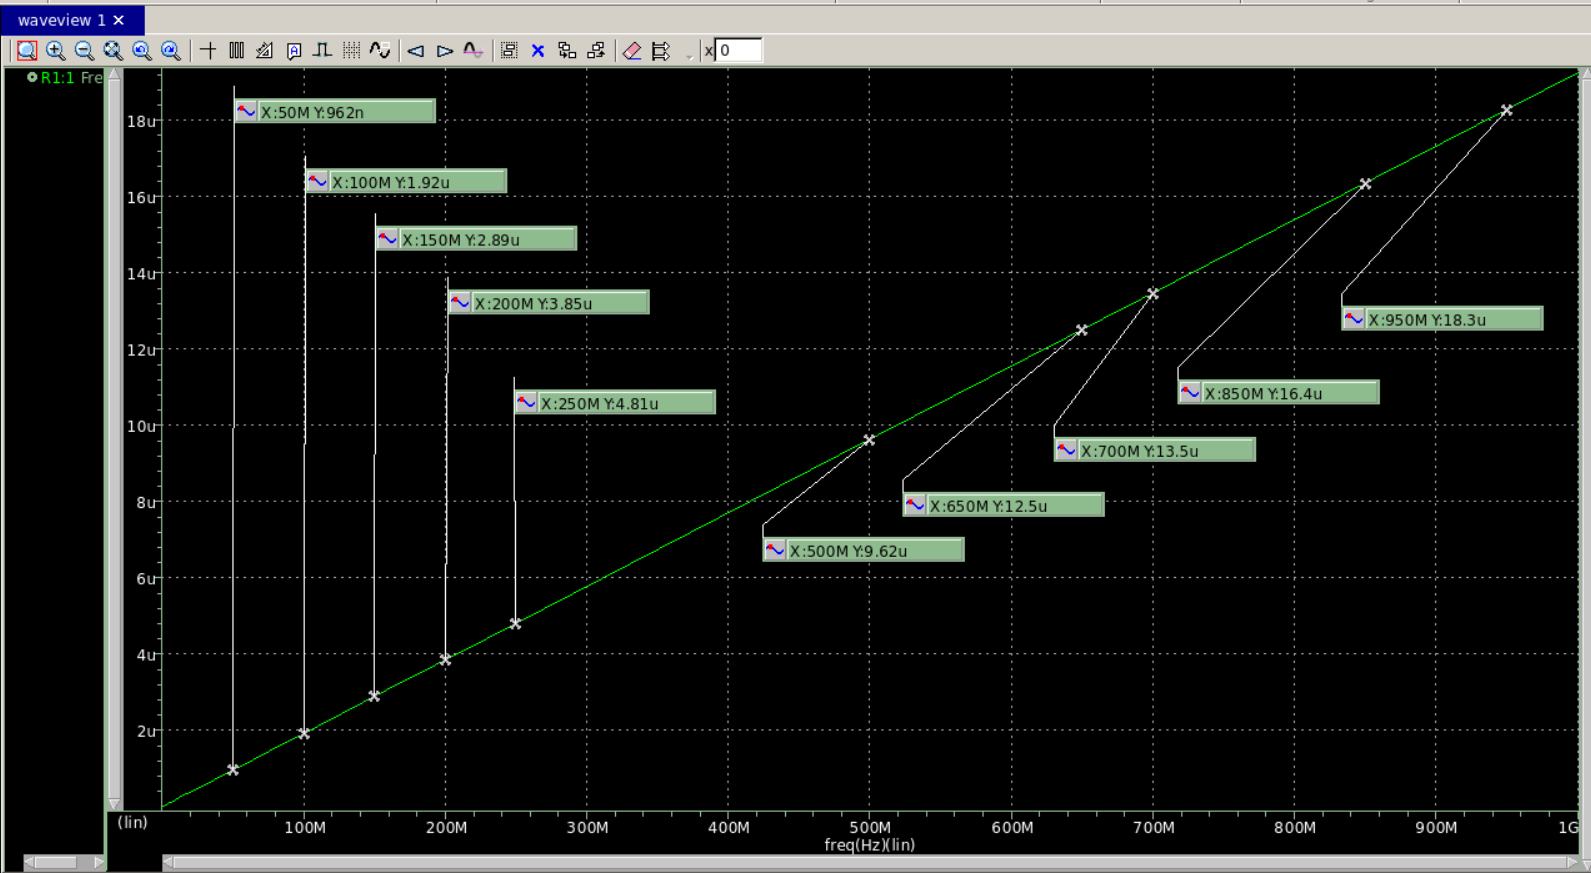 waveview 1
x 0
R1:1 Fre
X:50M Y:962n
18u
X:100M Y:1.92u
16u
X:150M Y:2.89u
14u
X:200M Y:3.85u
X:950M Y:18.3u
12u
X:850M Y:16.4u
X:250M Y:4.81u
10u
X:700M Y:13.5u
8u
X:650M Y:12.5u
X:500M Y:9.62u
6u
4u
2u
(lin)
100M 200M 300M 400M 500M 600M 700M 800M 900M 1G
freq(Hz)(lin)